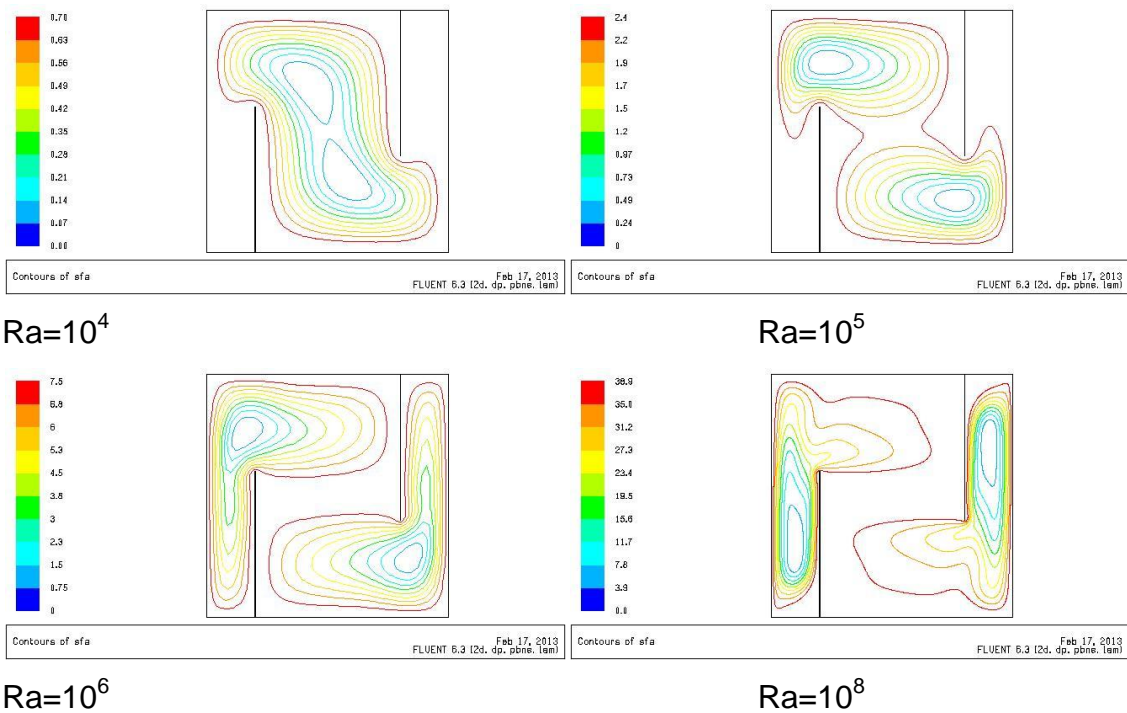 0.70
0.63
0.56
0.49
0.42
0.35
0.28
0.21
0.14
0.07
0.00
Contours of sfa
Feb 17, 2013
FLUENT 6.3 (2d, dp, pbns, lam)
Ra=10⁴
2.4
2.2
1.9
1.7
1.5
1.2
0.97
0.73
0.49
0.24
0
Contours of sfa
Feb 17, 2013
FLUENT 6.3 (2d, dp, pbns, lam)
Ra=10⁵
7.5
6.8
6
5.3
4.5
3.8
3
2.3
1.5
0.75
0
Contours of sfa
Feb 17, 2013
FLUENT 6.3 (2d, dp, pbns, lam)
Ra=10⁶
38.9
35.1
31.2
27.3
23.4
19.5
15.6
11.7
7.8
3.9
0.0
Contours of sfa
Feb 17, 2013
FLUENT 6.3 (2d, dp, pbns, lam)
Ra=10⁸